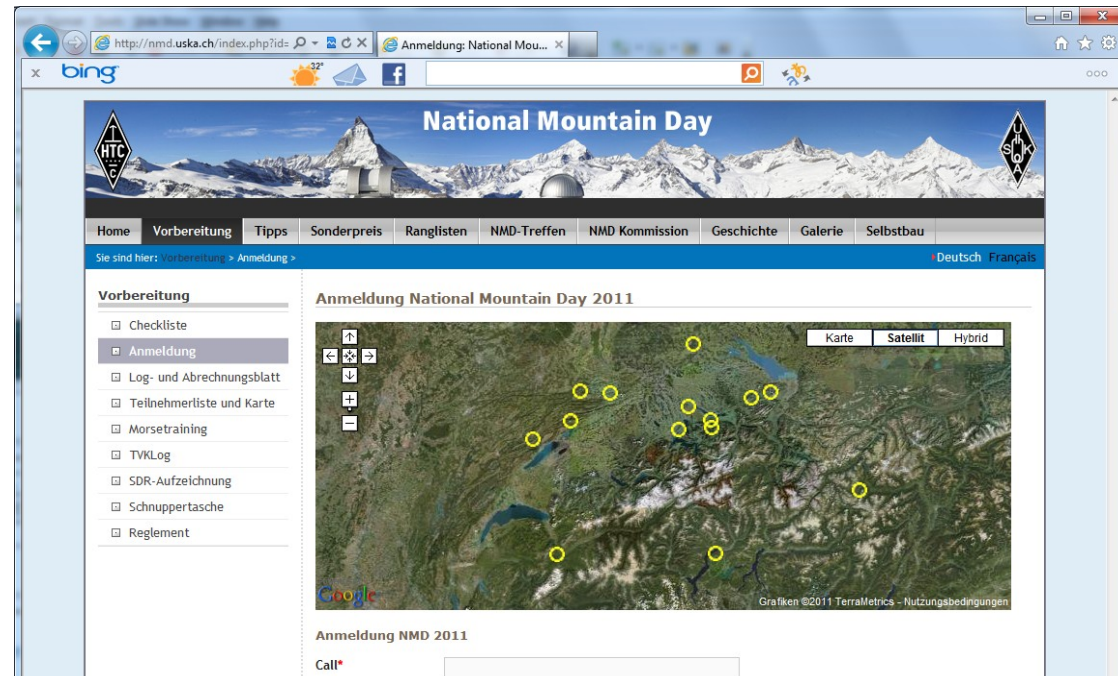 http://nmd.uska.ch/index.php?id=
Anmeldung: National Mou...
bing
32°
National Mountain Day
HTC
USKA
Home Vorbereitung Tipps Sonderpreis Ranglisten NMD-Treffen NMD Kommission Geschichte Galerie Selbstbau
Sie sind hier: Vorbereitung > Anmeldung >
Deutsch Français
Vorbereitung
Checkliste
Anmeldung
Log- und Abrechnungsblatt
Teilnehmerliste und Karte
Morsetraining
TVKLog
SDR-Aufzeichnung
Schnuppertasche
Reglement
Anmeldung National Mountain Day 2011
Karte Satellit Hybrid
Google
Grafiken ©2011 TerraMetrics - Nutzungsbedingungen
Anmeldung NMD 2011
Call*